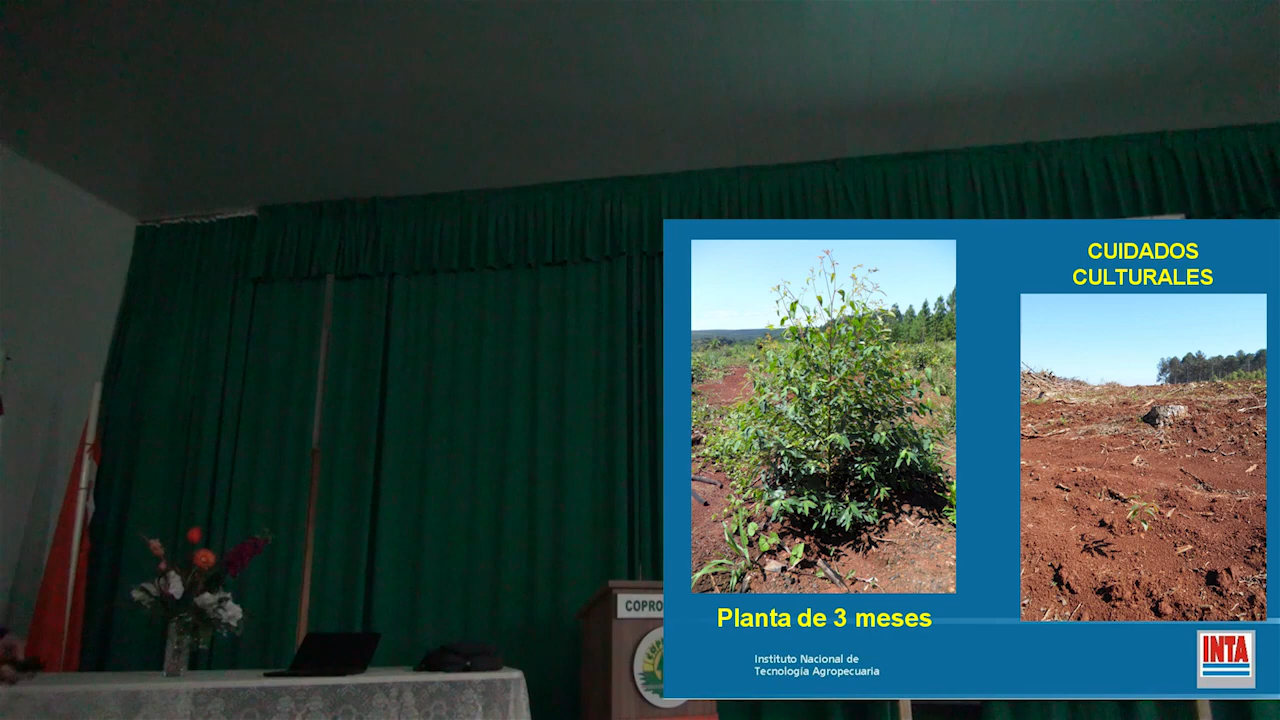 CUIDADOS
CULTURALES
Planta de 3 meses
Instituto Nacional de
Tecnología Agropecuaria
INTA
COPRO